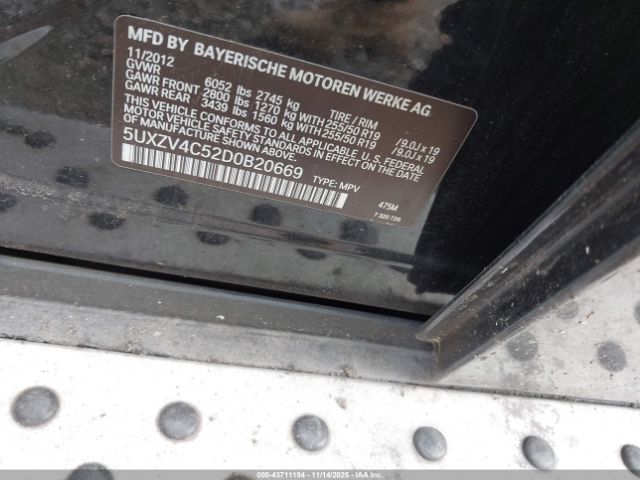 MFD BY BAYERISCHE MOTOREN WERKE AG
11/2012
GVWR 6052 lbs 2745 kg TIRE / RIM
GAWR FRONT 2800 lbs 1270 kg WITH 255/50 R19 /9.0J x 19
GAWR REAR 3439 lbs 1560 kg WITH 255/50 R19 /9.0J x 19
THIS VEHICLE CONFORMS TO ALL APPLICABLE U.S. FEDERAL
MOTOR VEHICLE SAFETY STANDARDS IN EFFECT ON THE
DATE OF MANUFACTURE SHOWN ABOVE.
5UXZV4C52D0B20669 TYPE: MPV
475M
7 320 729
000-43711194 - 11/14/2025 - IAAI.CA